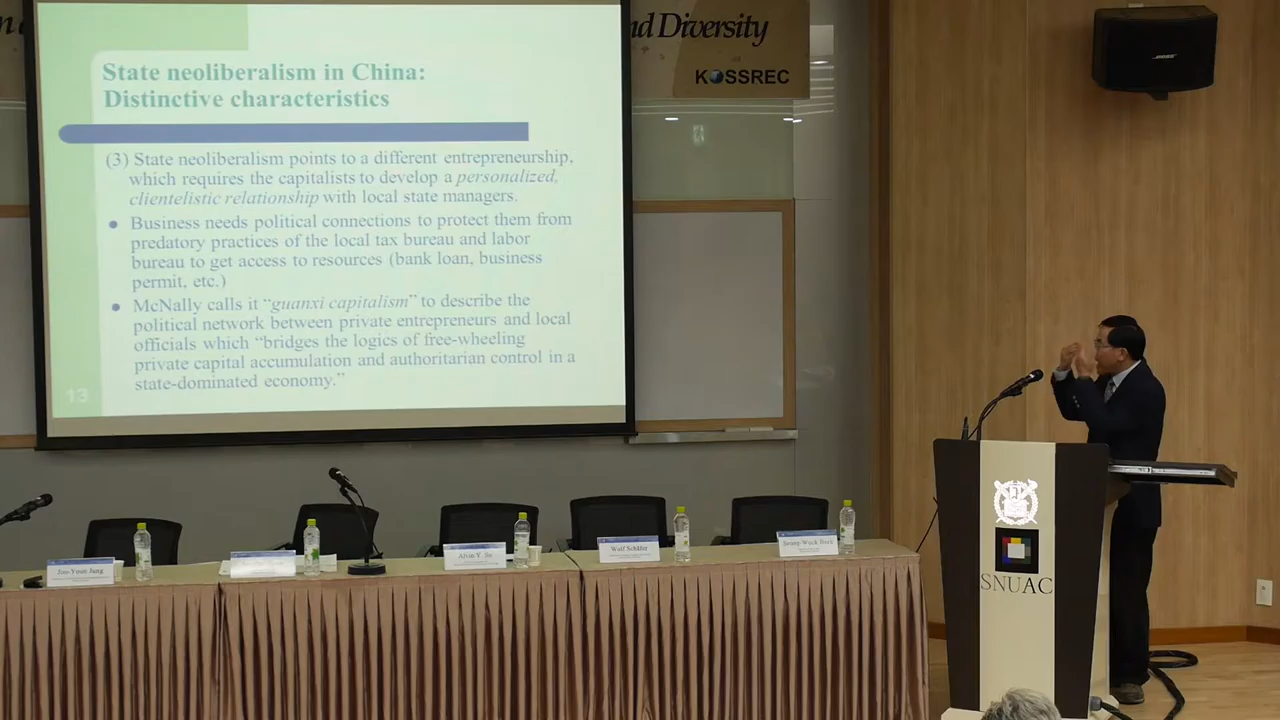 nd Diversity
KOSSREC
BOSE
State neoliberalism in China:
Distinctive characteristics
(3) State neoliberalism points to a different entrepreneurship,
which requires the capitalists to develop a personalized,
clientelistic relationship with local state managers.
Business needs political connections to protect them from
predatory practices of the local tax bureau and labor
bureau to get access to resources (bank loan, business
permit, etc.)
McNally calls it “guanxi capitalism” to describe the
political network between private entrepreneurs and local
officials which “bridges the logics of free-wheeling
private capital accumulation and authoritarian control in a
state-dominated economy.”
13
Alvin Y. So
Wolf Schäfer
SNUAC